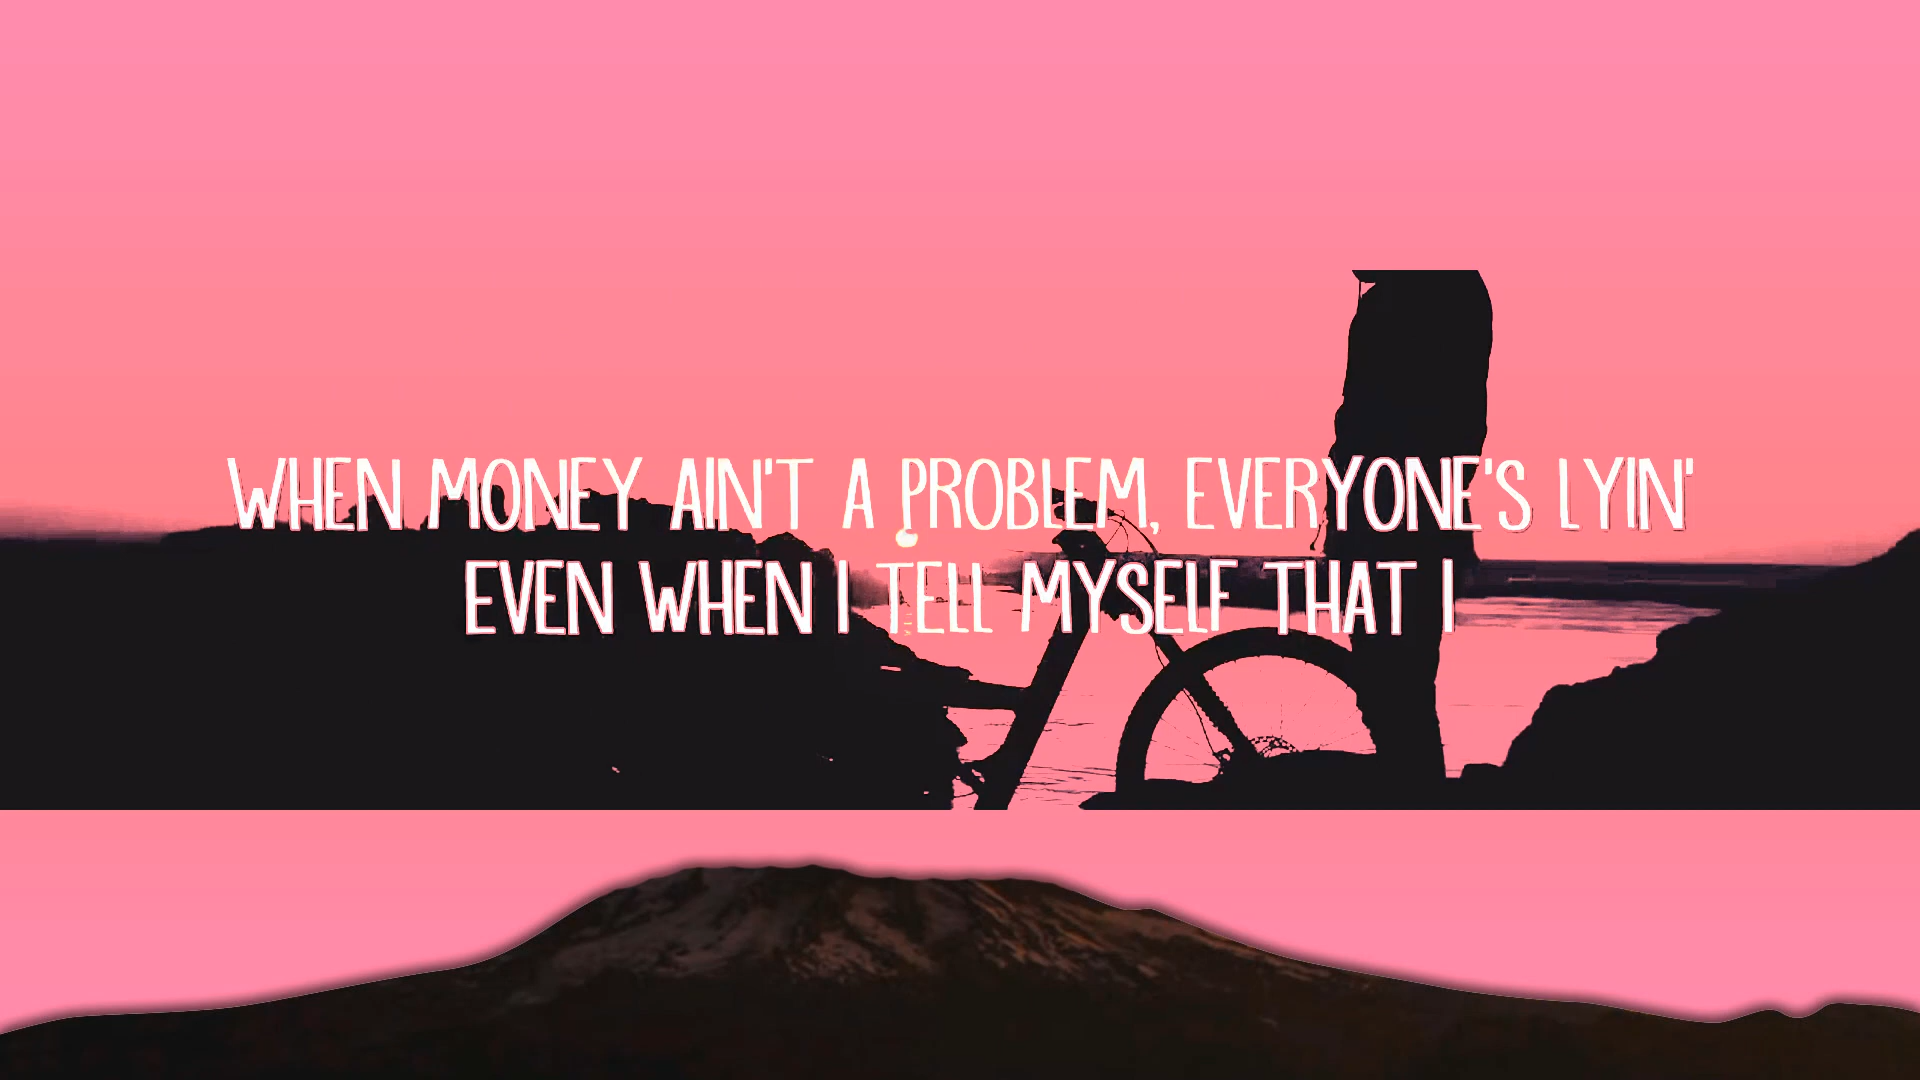 WHEN MONEY AIN'T A PROBLEM, EVERYONE'S LYIN'
EVEN WHEN I TELL MYSELF THAT I